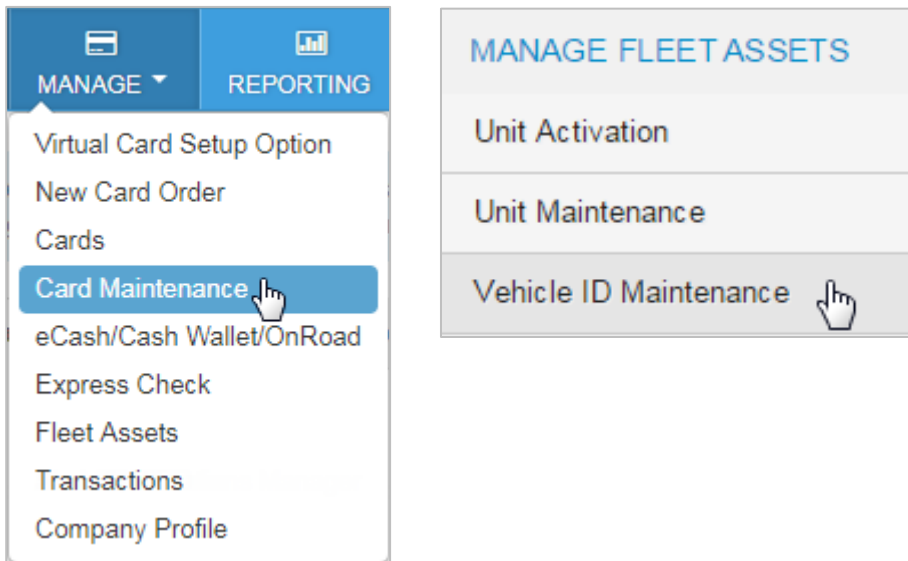 MANAGE
REPORTING
Virtual Card Setup Option
New Card Order
Cards
Card Maintenance
eCash/Cash Wallet/OnRoad
Express Check
Fleet Assets
Transactions
Company Profile
MANAGE FLEET ASSETS
Unit Activation
Unit Maintenance
Vehicle ID Maintenance